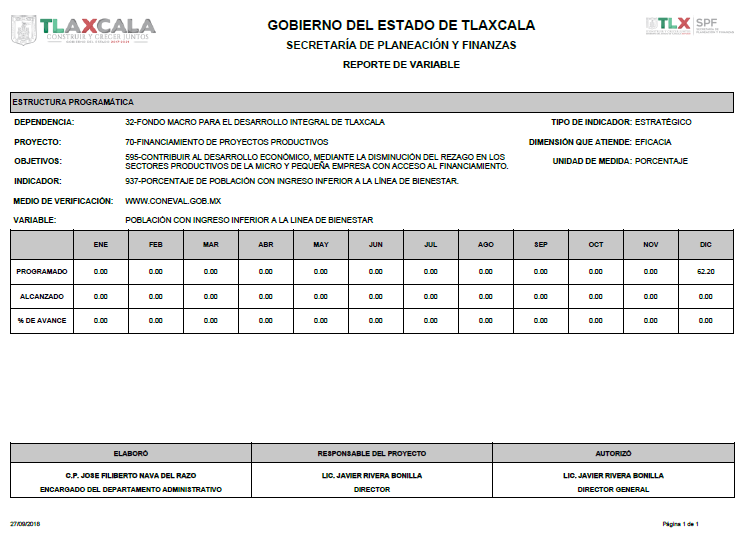 TLAXCALA
CONSTRUIR Y CRECER JUNTOS
GOBIERNO DEL ESTADO DE TLAXCALA
SECRETARÍA DE PLANEACIÓN Y FINANZAS
REPORTE DE VARIABLE
TLX SPF
ESTRUCTURA PROGRAMÁTICA
DEPENDENCIA: 32-FONDO MACRO PARA EL DESARROLLO INTEGRAL DE TLAXCALA TIPO DE INDICADOR: ESTRATÉGICO
PROYECTO: 70-FINANCIAMIENTO DE PROYECTOS PRODUCTIVOS DIMENSIÓN QUE ATIENDE: EFICACIA
OBJETIVOS: 595-CONTRIBUIR AL DESARROLLO ECONÓMICO, MEDIANTE LA DISMINUCIÓN DEL REZAGO EN LOS
SECTORES PRODUCTIVOS DE LA MICRO Y PEQUEÑA EMPRESA CON ACCESO AL FINANCIAMIENTO. UNIDAD DE MEDIDA: PORCENTAJE
INDICADOR: 937-PORCENTAJE DE POBLACIÓN CON INGRESO INFERIOR A LA LÍNEA DE BIENESTAR.
MEDIO DE VERIFICACIÓN: WWW.CONEVAL.GOB.MX
VARIABLE: POBLACIÓN CON INGRESO INFERIOR A LA LINEA DE BIENESTAR
ENE FEB MAR ABR MAY JUN JUL AGO SEP OCT NOV DIC
PROGRAMADO 0.00 0.00 0.00 0.00 0.00 0.00 0.00 0.00 0.00 0.00 0.00 62.20
ALCANZADO 0.00 0.00 0.00 0.00 0.00 0.00 0.00 0.00 0.00 0.00 0.00 0.00
% DE AVANCE 0.00 0.00 0.00 0.00 0.00 0.00 0.00 0.00 0.00 0.00 0.00 0.00
ELABORÓ RESPONSABLE DEL PROYECTO AUTORIZÓ
C.P. JOSE FILIBERTO NAVA DEL RAZO LIC. JAVIER RIVERA BONILLA LIC. JAVIER RIVERA BONILLA
ENCARGADO DEL DEPARTAMENTO ADMINISTRATIVO DIRECTOR DIRECTOR GENERAL
27/09/2018 Página 1 de 1